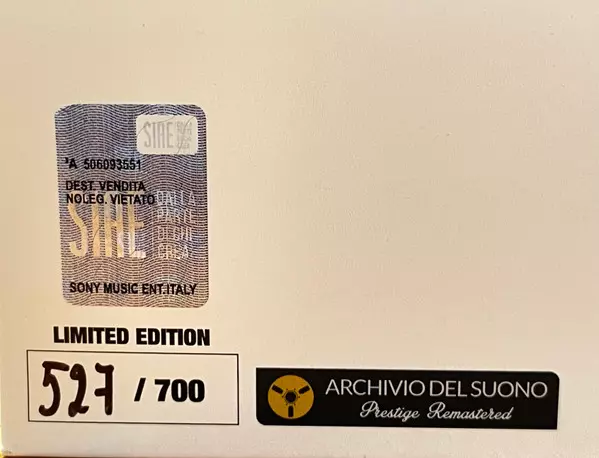 SIAE
*A 506093551
DEST. VENDITA
NOLEG. VIETATO
SIAE
DALLA
PARTE
DI CHI
CREA
SONY MUSIC ENT.ITALY
LIMITED EDITION
527 / 700
ARCHIVIO DEL SUONO
Prestige Remastered